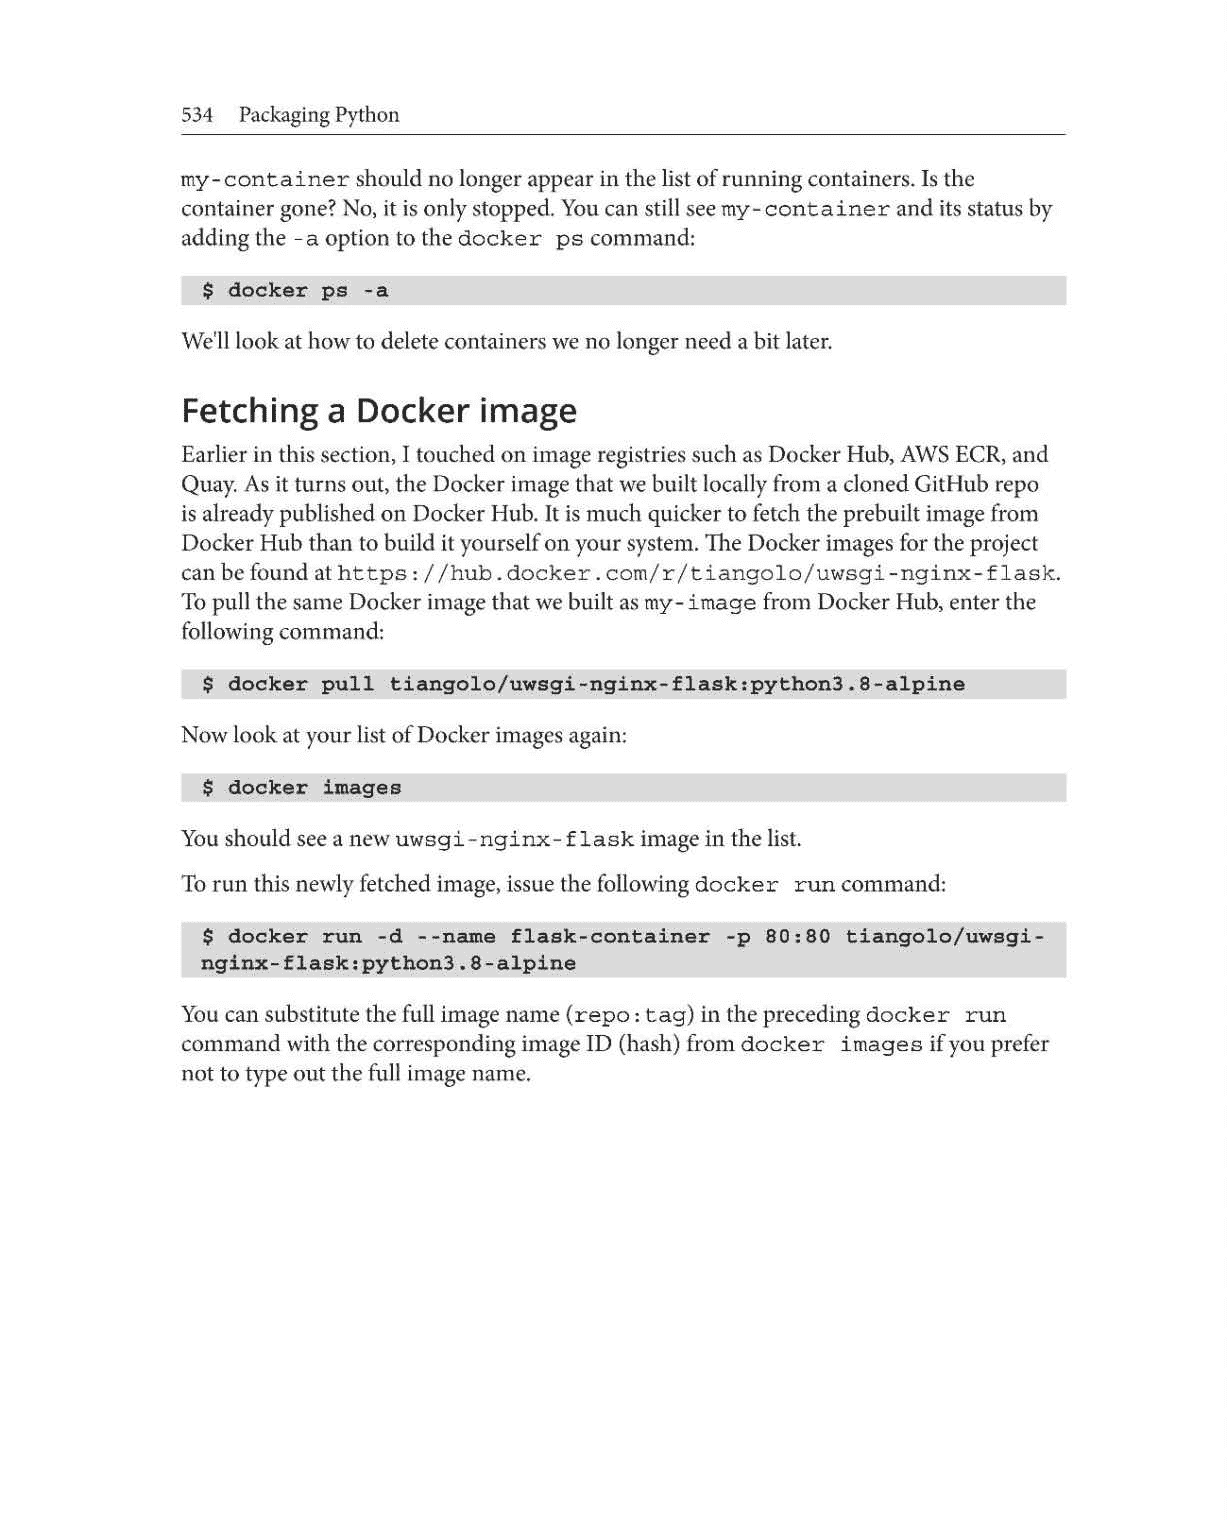 534 Packaging Python
my-container should no longer appear in the list of running containers. Is the
container gone? No, it is only stopped. You can still see my-container and its status by
adding the -a option to the docker ps command:
$ docker ps -a
We'll look at how to delete containers we no longer need a bit later.
Fetching a Docker image
Earlier in this section, I touched on image registries such as Docker Hub, AWS ECR, and
Quay. As it turns out, the Docker image that we built locally from a cloned GitHub repo
is already published on Docker Hub. It is much quicker to fetch the prebuilt image from
Docker Hub than to build it yourself on your system. The Docker images for the project
can be found at https://hub.docker.com/r/tiangolo/uwsgi-nginx-flask.
To pull the same Docker image that we built as my-image from Docker Hub, enter the
following command:
$ docker pull tiangolo/uwsgi-nginx-flask:python3.8-alpine
Now look at your list of Docker images again:
$ docker images
You should see a new uwsgi-nginx-flask image in the list.
To run this newly fetched image, issue the following docker run command:
$ docker run -d --name flask-container -p 80:80 tiangolo/uwsgi-
nginx-flask:python3.8-alpine
You can substitute the full image name (repo:tag) in the preceding docker run
command with the corresponding image ID (hash) from docker images if you prefer
not to type out the full image name.